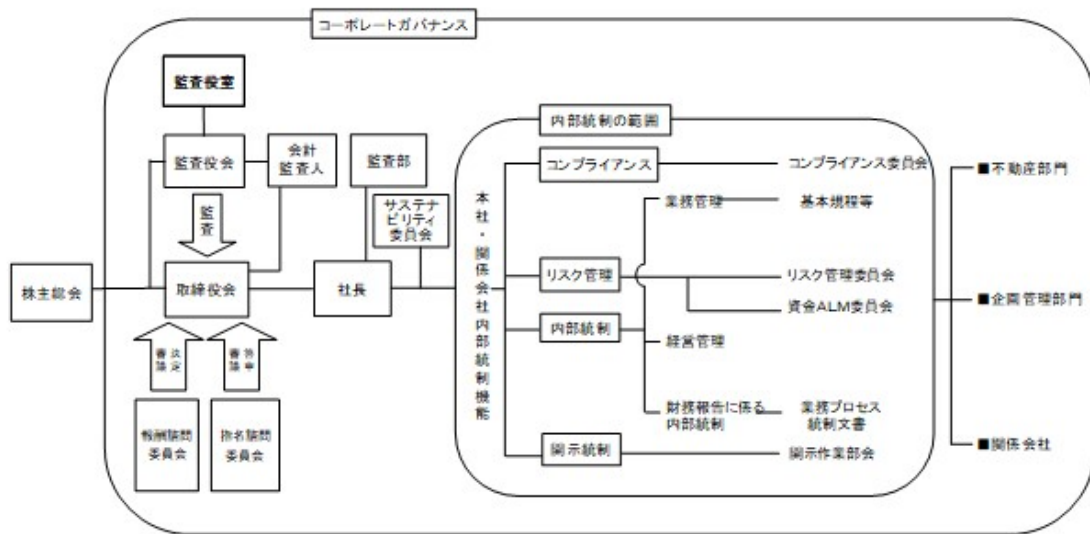 コーポレートガバナンス
監査役室
監査役会
会計
監査人
監査部
サステナ
ビリティ
委員会
監査
株主総会
取締役会
社長
審議
決定
審議
答申
報酬諮問
委員会
指名諮問
委員会
本社・関係会社内部統制機能
内部統制の範囲
コンプライアンス
コンプライアンス委員会
業務管理
基本規程等
リスク管理
リスク管理委員会
資金ALM委員会
内部統制
経営管理
財務報告に係る
内部統制
業務プロセス
統制文書
開示統制
開示作業部会
■不動産部門
■企画管理部門
■関係会社